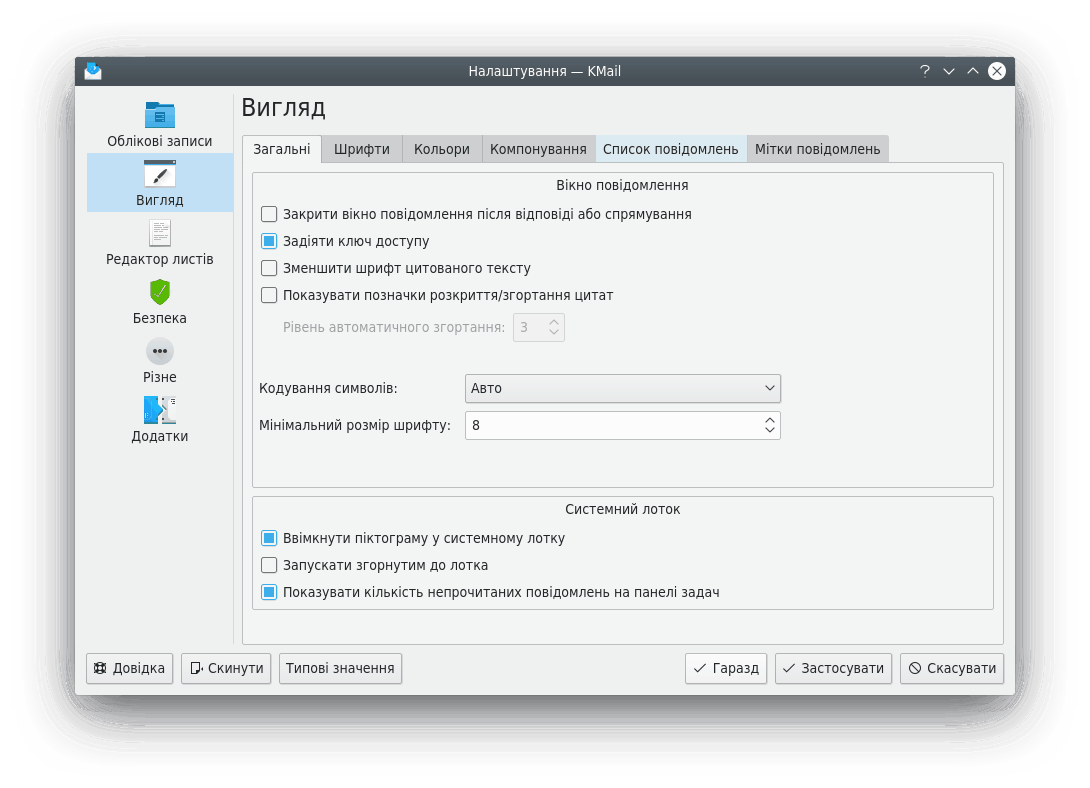 Налаштування — KMail
Облікові записи
Вигляд
Редактор листів
Безпека
Різне
Додатки
Вигляд
Загальні Шрифти Кольори Компонування Список повідомлень Мітки повідомлень
Вікно повідомлення
Закрити вікно повідомлення після відповіді або спрямування
Задіяти ключ доступу
Зменшити шрифт цитованого тексту
Показувати позначки розкриття/згортання цитат
Рівень автоматичного згортання: 3
Кодування символів: Авто
Мінімальний розмір шрифту: 8
Системний лоток
Ввімкнути піктограму у системному лотку
Запускати згорнутим до лотка
Показувати кількість непрочитаних повідомлень на панелі задач
Довідка Скинути Типові значення Гаразд Застосувати Скасувати